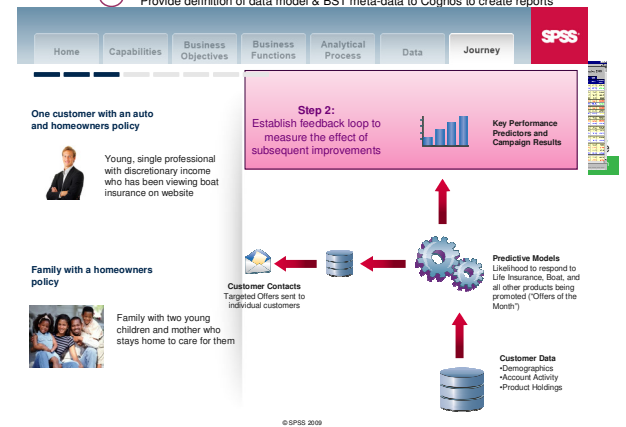 Provide definition of data model & BST meta-data to Cognos to create reports
Home
Capabilities
Business
Objectives
Business
Functions
Analytical
Process
Data
Journey
SPSS
One customer with an auto
and homeowners policy
Young, single professional
with discretionary income
who has been viewing boat
insurance on website
Step 2:
Establish feedback loop to
measure the effect of
subsequent improvements
Key Performance
Predictors and
Campaign Results
Family with a homeowners
policy
Family with two young
children and mother who
stays home to care for them
Customer Contacts
Targeted Offers sent to
individual customers
Predictive Models
Likelihood to respond to
Life Insurance, Boat, and
all other products being
promoted ("Offers of the
Month")
Customer Data
•Demographics
•Account Activity
•Product Holdings
© SPSS 2009